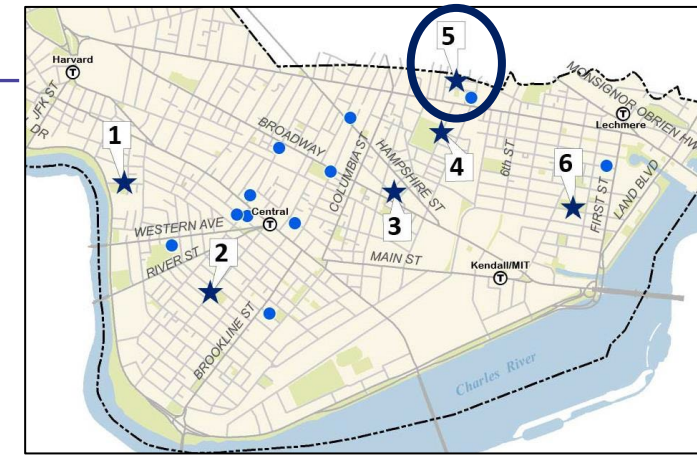 5
Harvard
T
MONSIGNOR OBRIEN HW
JFK ST
DR
1
BROADWAY
COLUMBIA ST
HAMPSHIRE ST
6th ST
T
Lechmere
4
6
3
FIRST ST
LAND BLVD
WESTERN AVE
Central
T
RIVER ST
2
MAIN ST
Kendall/MIT
T
BROOKLINE ST
Charles River